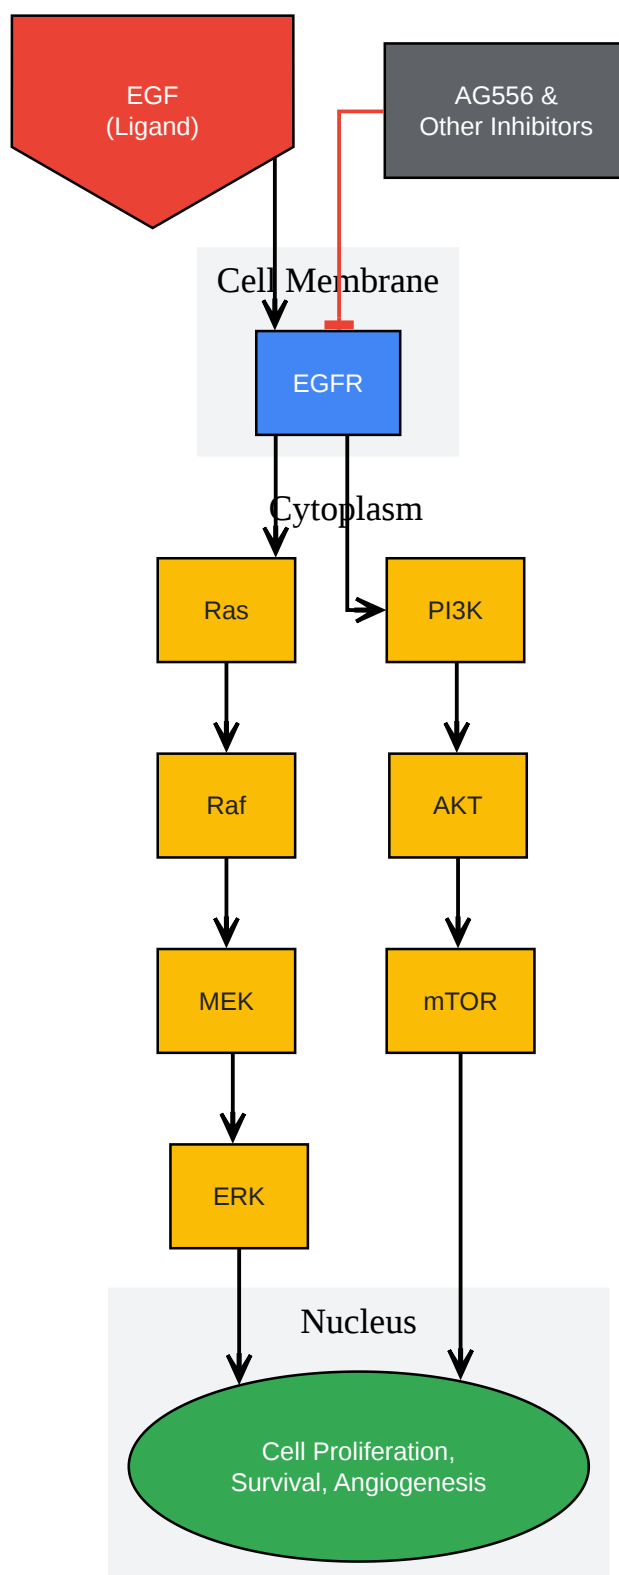 EGF
(Ligand)
AG556 &
Other Inhibitors
Cell Membrane
EGFR
Cytoplasm
Ras
PI3K
Raf
AKT
MEK
mTOR
ERK
Nucleus
Cell Proliferation,
Survival, Angiogenesis